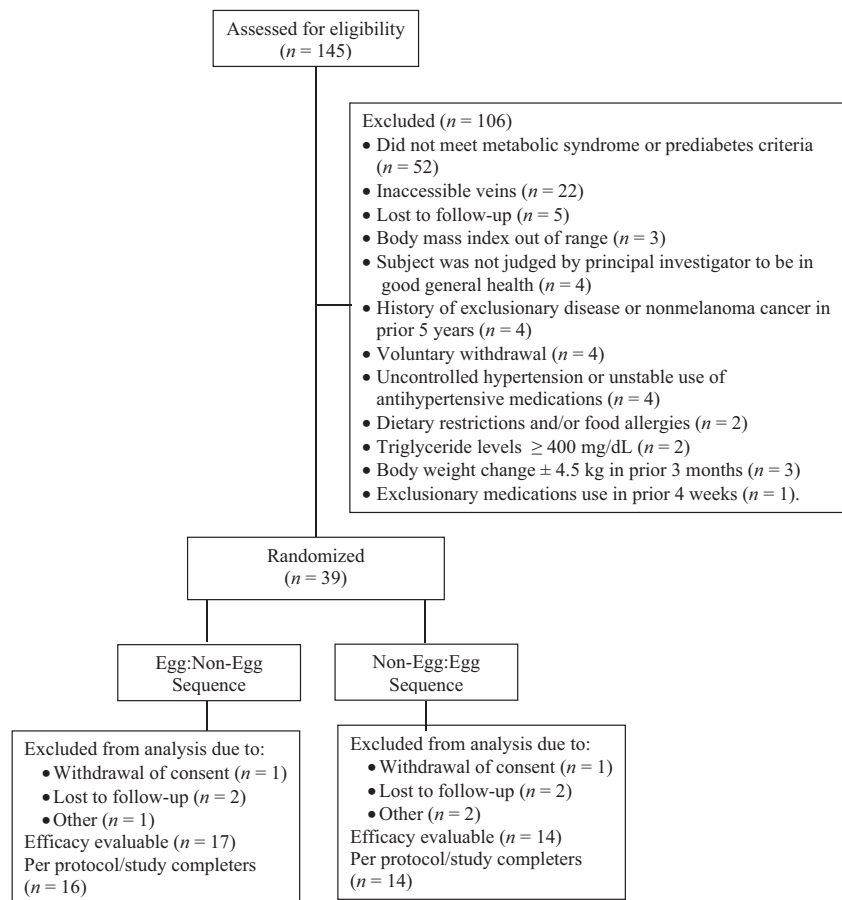 Assessed for eligibility
(n = 145)
Excluded (n = 106)
• Did not meet metabolic syndrome or prediabetes criteria
(n = 52)
• Inaccessible veins (n = 22)
• Lost to follow-up (n = 5)
• Body mass index out of range (n = 3)
• Subject was not judged by principal investigator to be in
good general health (n = 4)
• History of exclusionary disease or nonmelanoma cancer in
prior 5 years (n = 4)
• Voluntary withdrawal (n = 4)
• Uncontrolled hypertension or unstable use of
antihypertensive medications (n = 4)
• Dietary restrictions and/or food allergies (n = 2)
• Triglyceride levels ≥ 400 mg/dL (n = 2)
• Body weight change ± 4.5 kg in prior 3 months (n = 3)
• Exclusionary medications use in prior 4 weeks (n = 1).
Randomized
(n = 39)
Egg:Non-Egg
Sequence
Non-Egg:Egg
Sequence
Excluded from analysis due to:
• Withdrawal of consent (n = 1)
• Lost to follow-up (n = 2)
• Other (n = 1)
Efficacy evaluable (n = 17)
Per protocol/study completers
(n = 16)
Excluded from analysis due to:
• Withdrawal of consent (n = 1)
• Lost to follow-up (n = 2)
• Other (n = 2)
Efficacy evaluable (n = 14)
Per protocol/study completers
(n = 14)